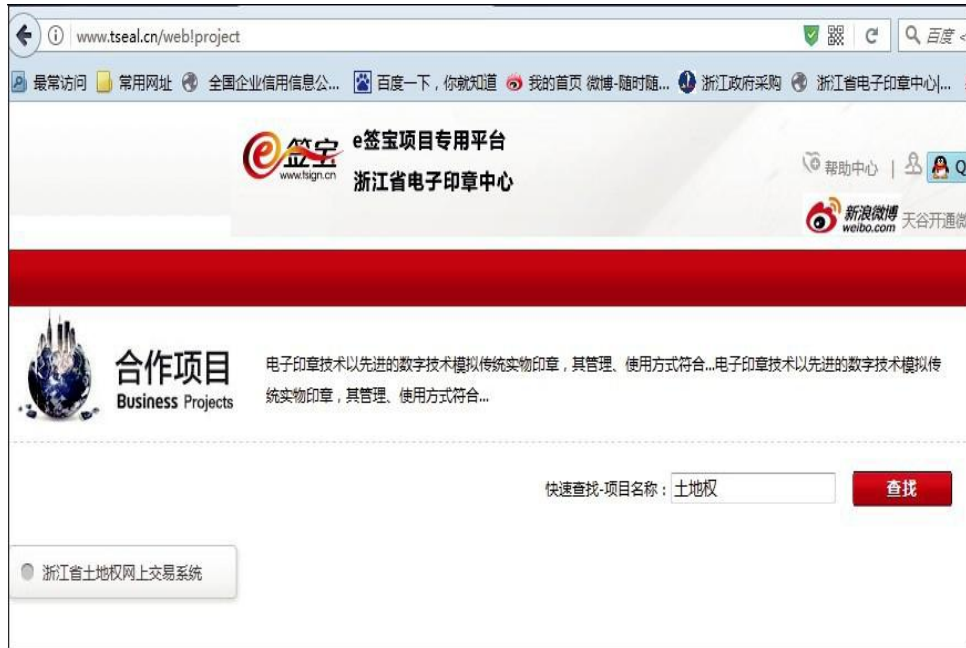 www.tseal.cn/web!project
百度 <
最常访问 常用网址 全国企业信用信息公... 百度一下，你就知道 我的首页 微博-随时随... 浙江政府采购 浙江省电子印章中心|...
e签宝
www.tsign.cn
e签宝项目专用平台
浙江省电子印章中心
帮助中心 | Q
新浪微博
weibo.com
天谷开通微
合作项目
Business Projects
电子印章技术以先进的数字技术模拟传统实物印章，其管理、使用方式符合...电子印章技术以先进的数字技术模拟传
统实物印章，其管理、使用方式符合...
快速查找-项目名称：土地权 查找
浙江省土地权网上交易系统